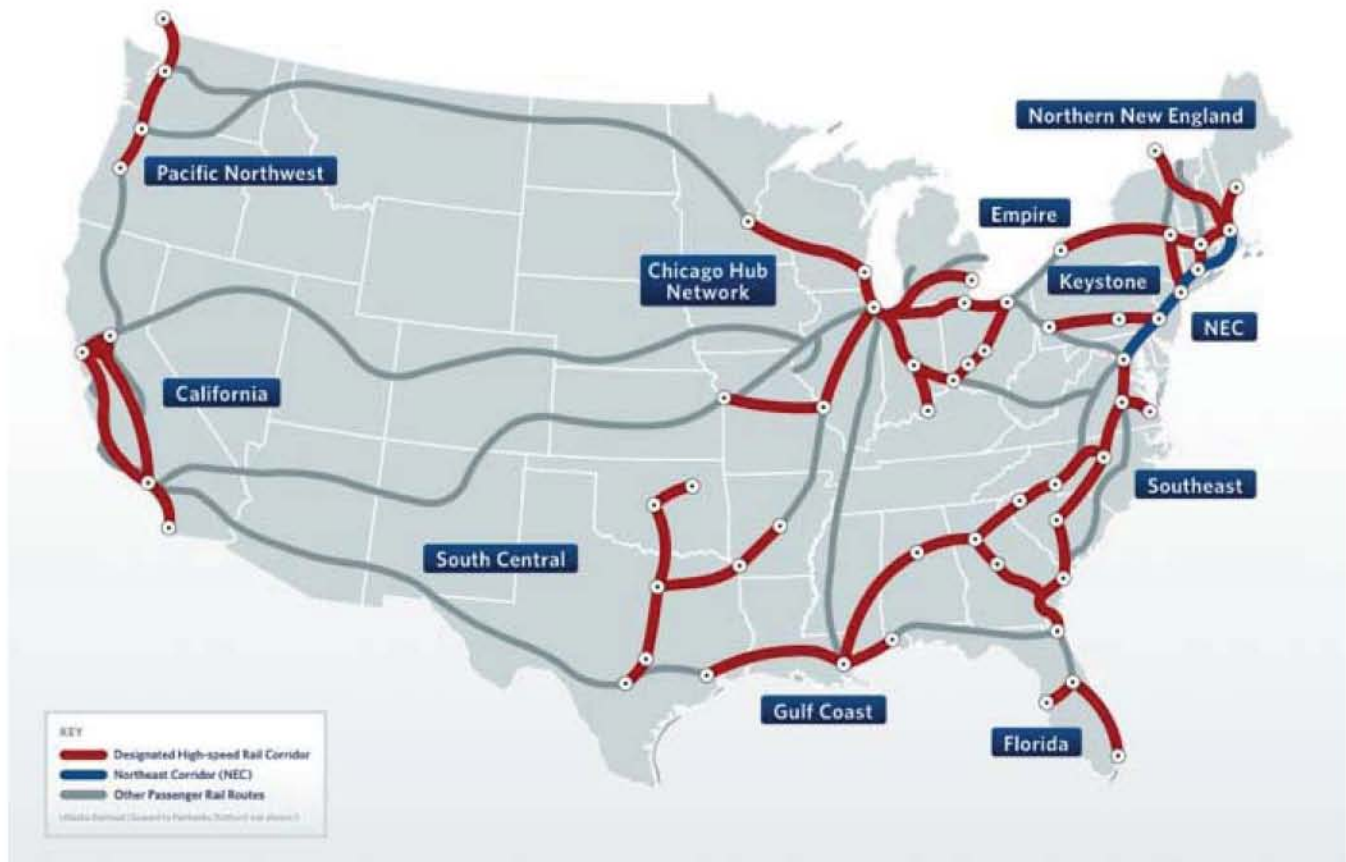 Northern New England
Pacific Northwest
Empire
Chicago Hub
Network
Keystone
NEC
California
Southeast
South Central
Gulf Coast
Florida
KEY
Designated High-speed Rail Corridor
Northeast Corridor (NEC)
Other Passenger Rail Routes